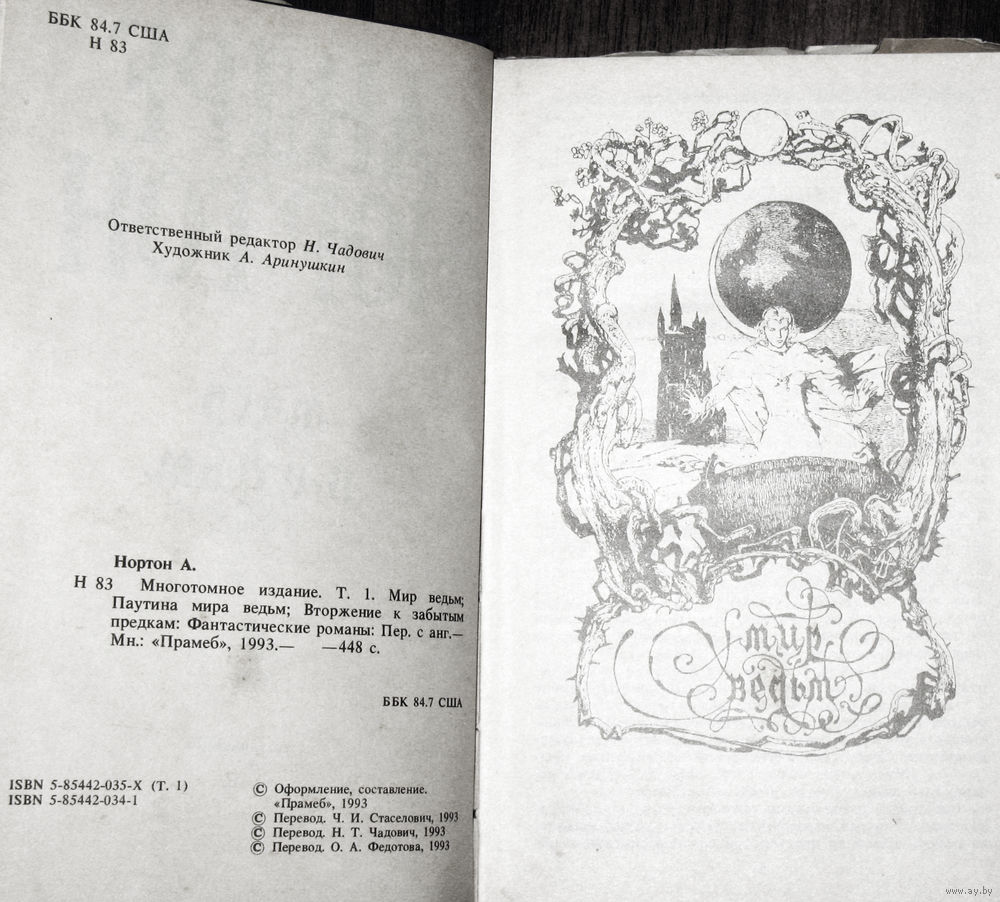 ББК 84.7 США
Н 83
Ответственный редактор Н. Чадович
Художник А. Аринушкин
Нортон А.
Н 83 Многотомное издание. Т. 1. Мир ведьм;
Паутина мира ведьм; Вторжение к забытым
предкам: Фантастические романы: Пер. с анг.—
Мн.: «Прамеб», 1993.— —448 с.
ББК 84.7 США
ISBN 5-85442-035-X (Т. 1)
ISBN 5-85442-034-1
© Оформление, составление.
«Прамеб», 1993
© Перевод. Ч. И. Стаселович, 1993
© Перевод. Н. Т. Чадович, 1993
© Перевод. О. А. Федотова, 1993
мир
ведьм
www.ay.by